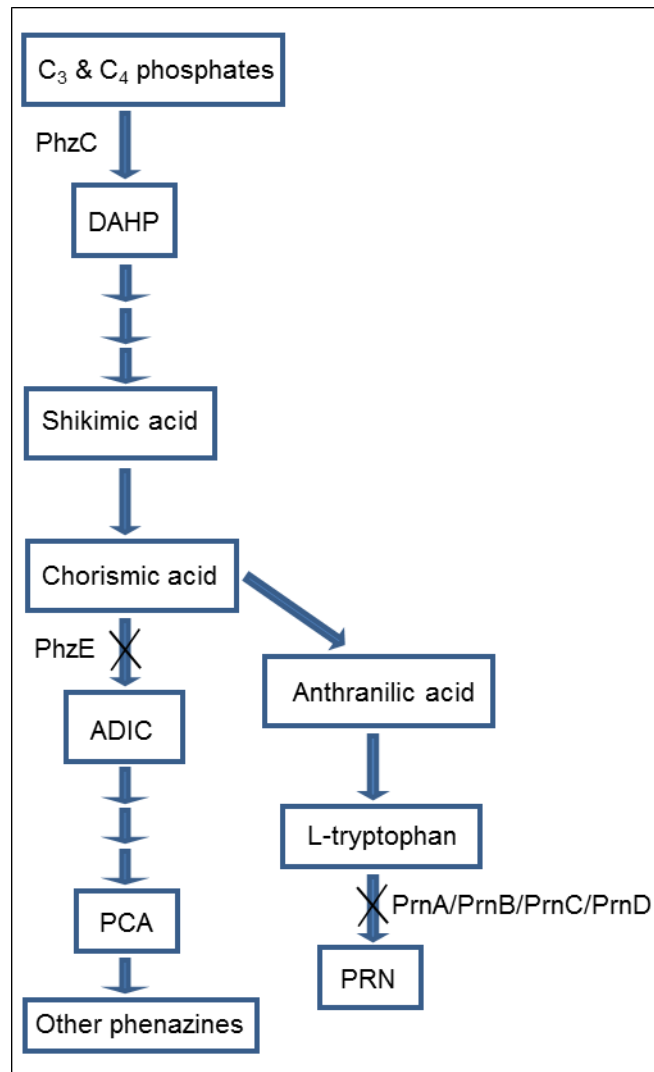 C₃ & C₄ phosphates
PhzC
DAHP
Shikimic acid
Chorismic acid
PhzE
Anthranilic acid
ADIC
L-tryptophan
PrnA/PrnB/PrnC/PrnD
PCA
PRN
Other phenazines